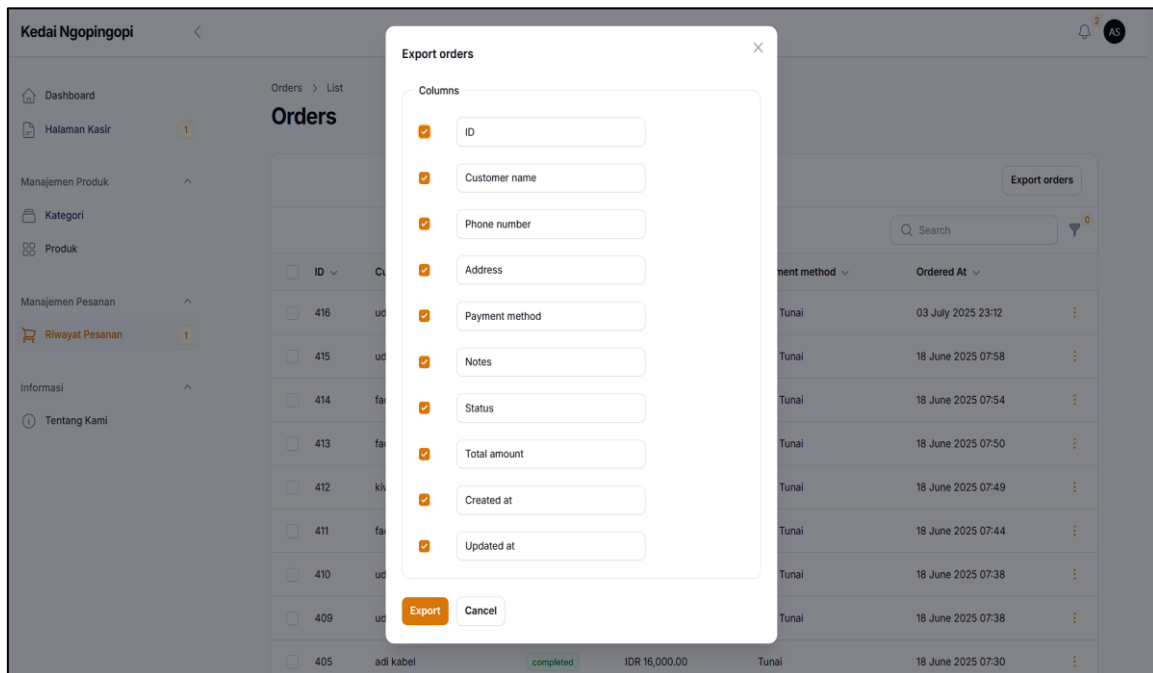 Kedai Ngopingopi
2
AS
Dashboard
Halaman Kasir 1
Manajemen Produk
Kategori
Produk
Manajemen Pesanan
Riwayat Pesanan 1
Informasi
Tentang Kami
Orders > List
Orders
Export orders
Search
0
ID
method
Ordered At
416 Tunai 03 July 2025 23:12
415 Tunai 18 June 2025 07:58
414 Tunai 18 June 2025 07:54
413 Tunai 18 June 2025 07:50
412 Tunai 18 June 2025 07:49
411 Tunai 18 June 2025 07:44
410 Tunai 18 June 2025 07:38
409 Tunai 18 June 2025 07:38
405 adi kabel completed IDR 16,000.00 Tunai 18 June 2025 07:30
Export orders
Columns
ID
Customer name
Phone number
Address
Payment method
Notes
Status
Total amount
Created at
Updated at
Export Cancel